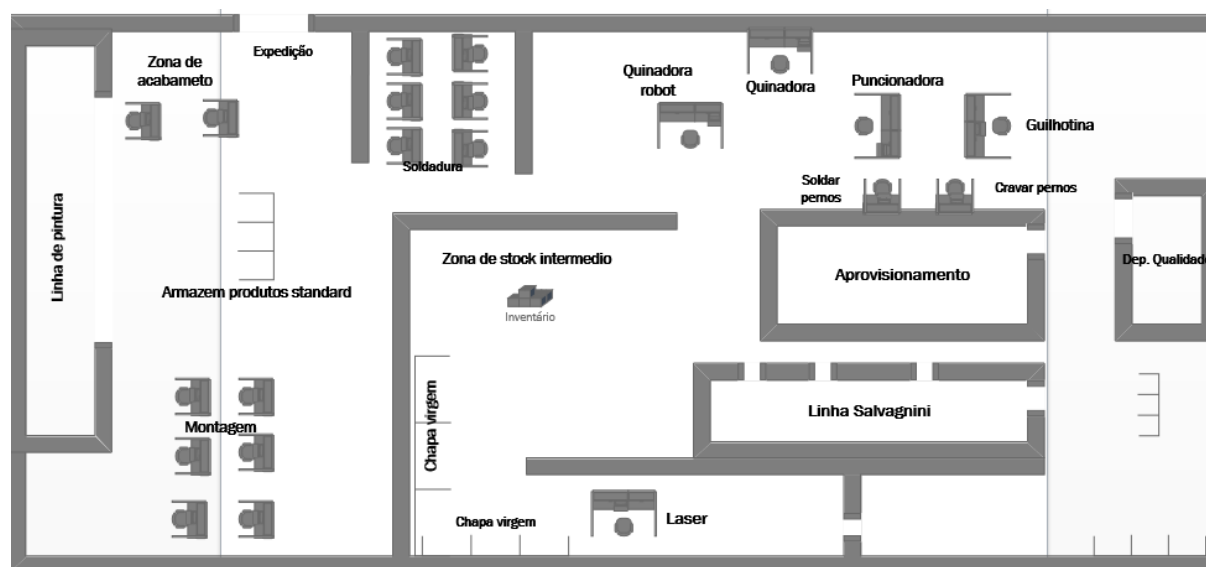 Expedição
Zona de
acabameto
Quinadora
robot
Quinadora
Puncionadora
Guilhotina
Soldadura
Soldar
pernos
Cravar pernos
Linha de pintura
Zona de stock intermedio
Aprovisionamento
Dep. Qualidade
Armazem produtos standard
Inventário
Chapa virgem
Linha Salvagnini
Montagem
Chapa virgem
Laser